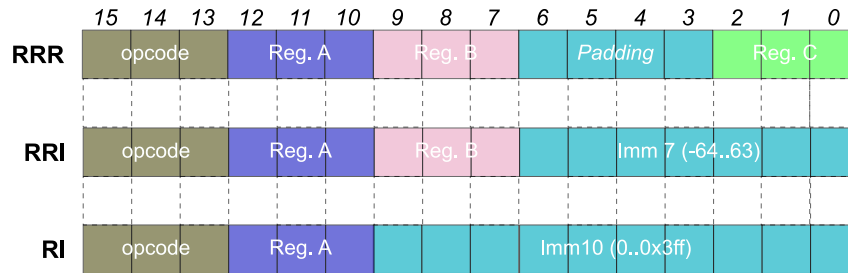 15 14 13 12 11 10 9 8 7 6 5 4 3 2 1 0
RRR opcode Reg. A Reg. B Padding Reg. C
RRI opcode Reg. A Reg. B Imm 7 (-64..63)
RI opcode Reg. A Imm10 (0..0x3ff)